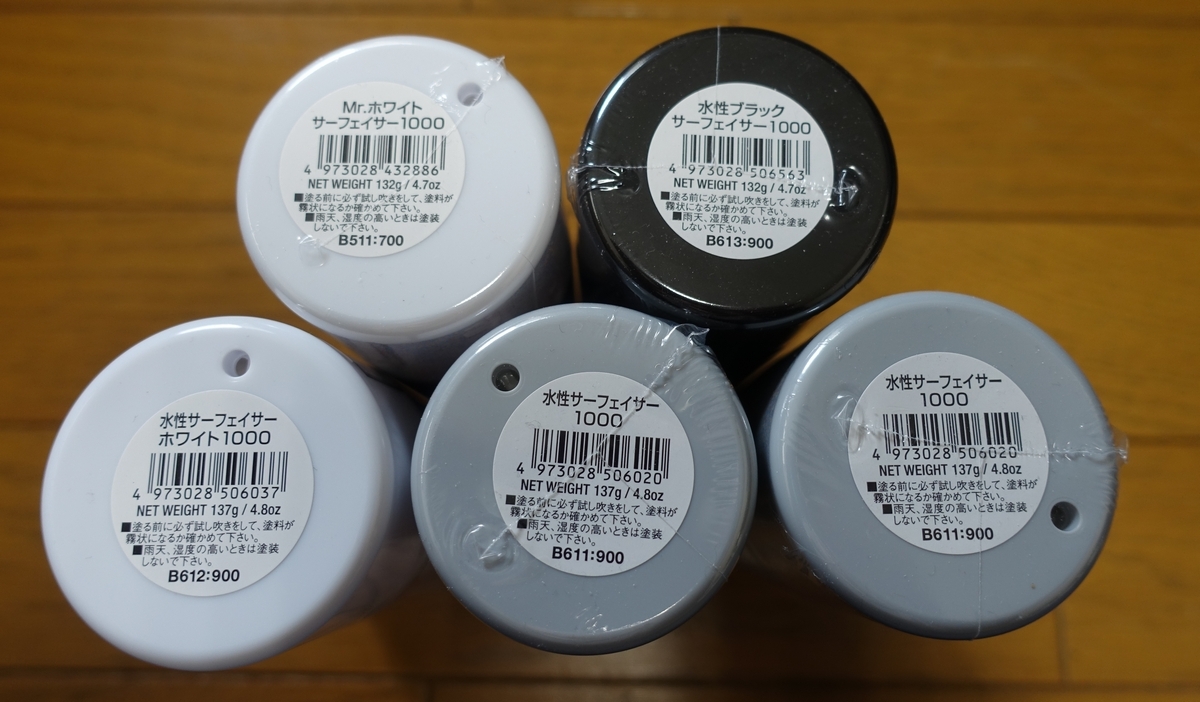 Mr.ホワイト
サーフェイサー1000
4 973028 432886
NET WEIGHT 132g / 4.7oz
■塗る前に必ず試し吹きをして、塗料が
霧状になるか確かめて下さい。
■雨天、湿度の高いときは塗装
しないで下さい。
B511:700
水性ブラック
サーフェイサー1000
4 973028 506563
NET WEIGHT 132g / 4.7oz
■塗る前に必ず試し吹きをして、塗料が
霧状になるか確かめて下さい。
■雨天、湿度の高いときは塗装
しないで下さい。
B613:900
水性サーフェイサー
ホワイト1000
4 973028 506037
NET WEIGHT 137g / 4.8oz
■塗る前に必ず試し吹きをして、塗料が
霧状になるか確かめて下さい。
■雨天、湿度の高いときは塗装
しないで下さい。
B612:900
水性サーフェイサー
1000
4 973028 506020
NET WEIGHT 137g / 4.8oz
■塗る前に必ず試し吹きをして、塗料が
霧状になるか確かめて下さい。
■雨天、湿度の高いときは塗装
しないで下さい。
B611:900
水性サーフェイサー
1000
4 973028 506020
NET WEIGHT 137g / 4.8oz
■塗る前に必ず試し吹きをして、塗料が
霧状になるか確かめて下さい。
■雨天、湿度の高いときは塗装
しないで下さい。
B611:900